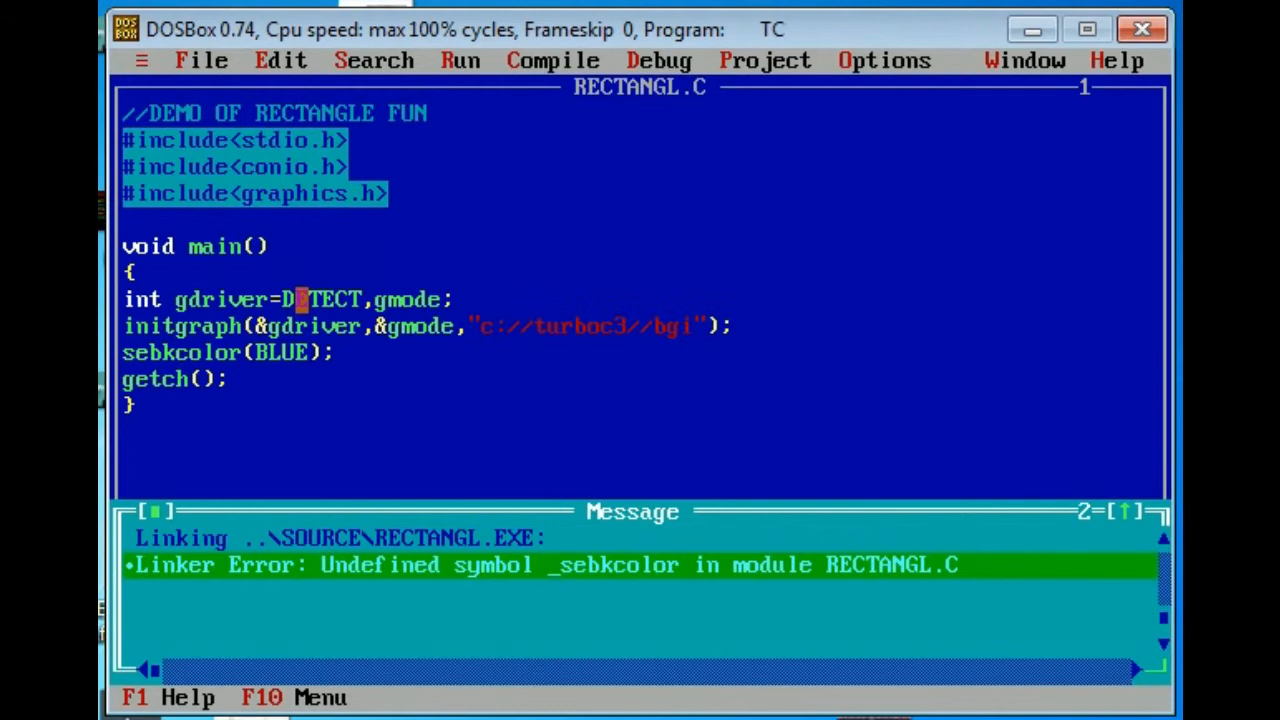 DOSBox 0.74, Cpu speed: max 100% cycles, Frameskip 0, Program: TC
≡ File Edit Search Run Compile Debug Project Options Window Help
RECTANGL.C 1
//DEMO OF RECTANGLE FUN
#include<stdio.h>
#include<conio.h>
#include<graphics.h>
void main()
{
int gdriver=DETECT,gmode;
initgraph(&gdriver,&gmode,"c://turboc3//bgi");
sebkcolor(BLUE);
getch();
}
Message 2=[↑]
Linking ..\SOURCE\RECTANGL.EXE:
•Linker Error: Undefined symbol _sebkcolor in module RECTANGL.C
F1 Help F10 Menu